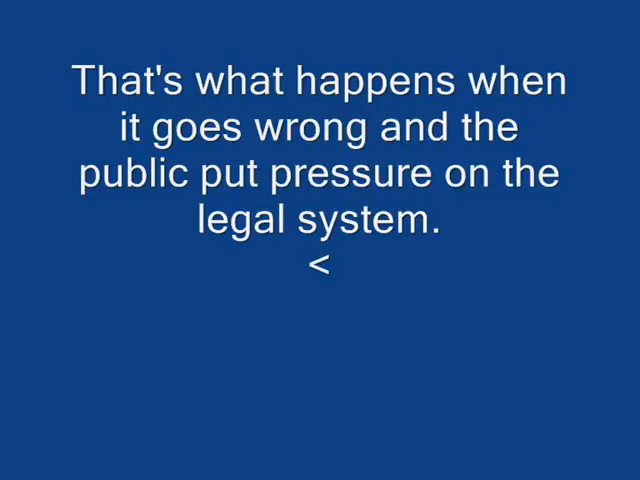 That's what happens when
it goes wrong and the
public put pressure on the
legal system.
<